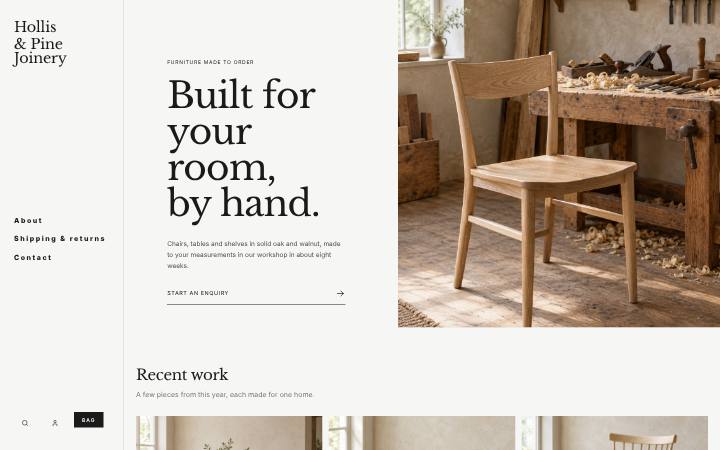 Hollis
& Pine
Joinery
About
Shipping & returns
Contact
BAG
FURNITURE MADE TO ORDER
Built for
your
room,
by hand.
Chairs, tables and shelves in solid oak and walnut, made
to your measurements in our workshop in about eight
weeks.
START AN ENQUIRY
Recent work
A few pieces from this year, each made for one home.